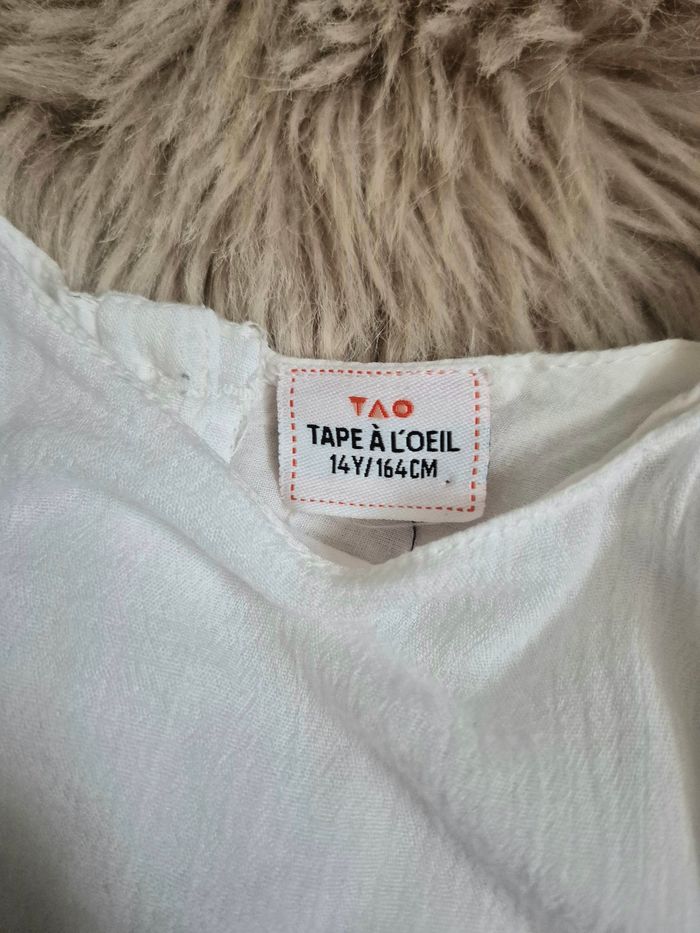 TAO
TAPE À L'OEIL
14Y/164CM